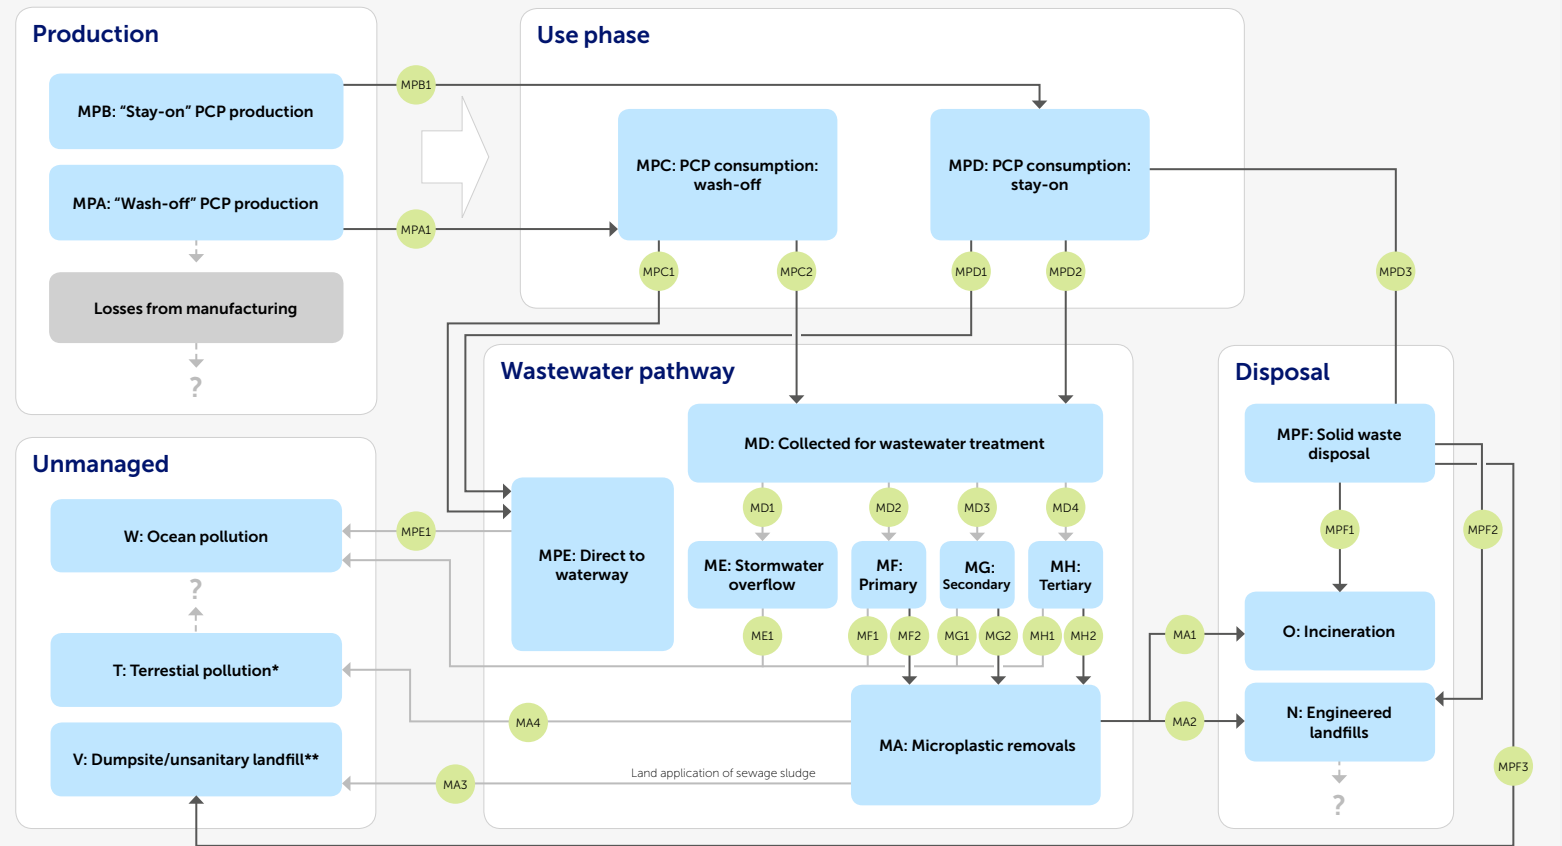 Production
MPB: “Stay-on” PCP production
MPA: “Wash-off” PCP production
Losses from manufacturing
?
MPB1
MPA1
Use phase
MPC: PCP consumption:
wash-off
MPD: PCP consumption:
stay-on
MPC1
MPC2
MPD1
MPD2
MPD3
Wastewater pathway
MD: Collected for wastewater treatment
MD1
MD2
MD3
MD4
MPE: Direct to
waterway
ME: Stormwater
overflow
MF:
Primary
MG:
Secondary
MH:
Tertiary
ME1
MF1
MF2
MG1
MG2
MH1
MH2
MA: Microplastic removals
Land application of sewage sludge
Unmanaged
W: Ocean pollution
?
T: Terrestial pollution*
V: Dumpsite/unsanitary landfill**
MPE1
MA4
MA3
Disposal
MPF: Solid waste
disposal
MPF1
MPF2
O: Incineration
MA1
N: Engineered
landfills
MA2
MPF3
?